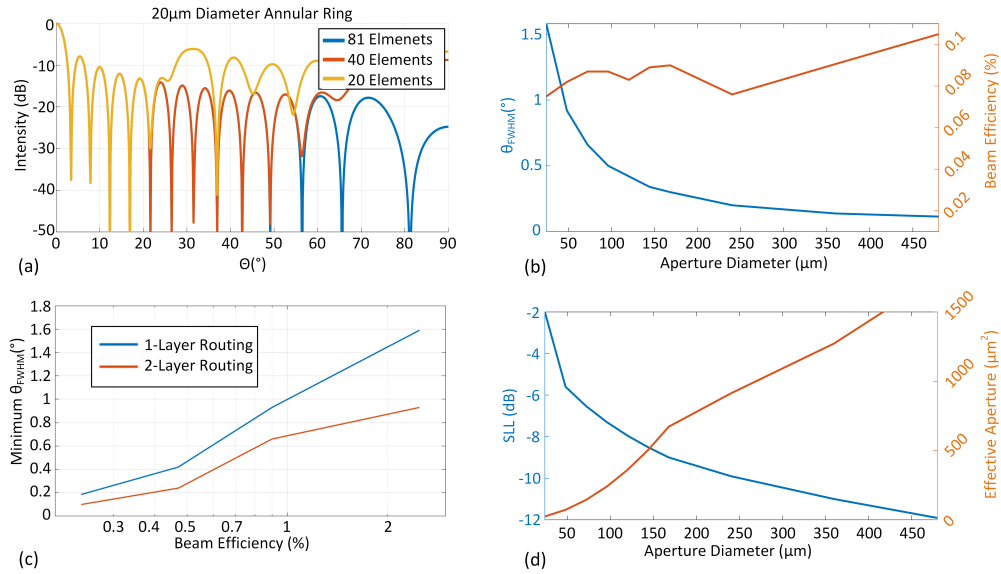 20µm Diameter Annular Ring
81 Elmenets
40 Elements
20 Elements
Intensity (dB)
0
-10
-20
-30
-40
-50
0 10 20 30 40 50 60 70 80 90
Θ(°)
(a)
θFWHM(°)
1.5
1
0.5
0
50 100 150 200 250 300 350 400 450
Aperture Diameter (µm)
0.1
0.08
0.06
0.04
0.02
Beam Efficiency (%)
(b)
Minimum θFWHM(°)
1.8
1.6
1.4
1.2
1
0.8
0.6
0.4
0.2
0
1-Layer Routing
2-Layer Routing
0.3 0.4 0.5 0.7 1 2
Beam Efficiency (%)
(c)
SLL (dB)
-2
-4
-6
-8
-10
-12
50 100 150 200 250 300 350 400 450
Aperture Diameter (µm)
1500
1000
500
0
Effective Aperture (µm²)
(d)